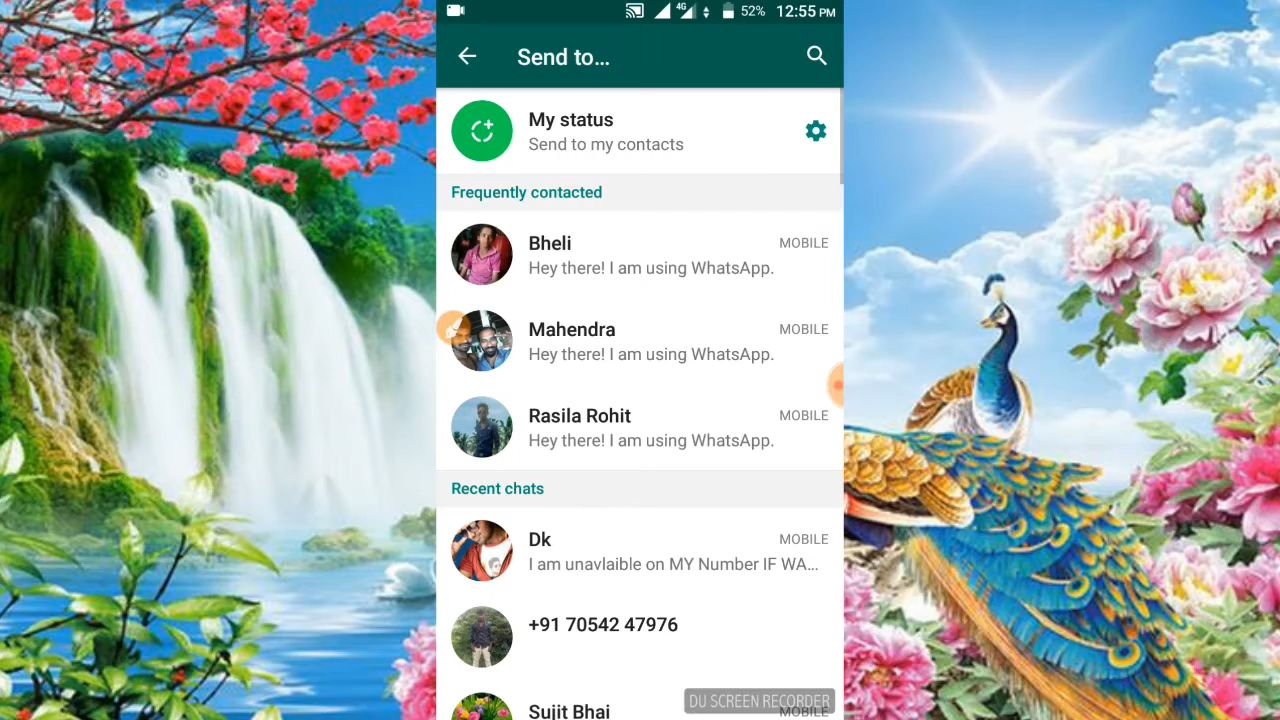 4G 52% 12:55 PM
Send to...
My status
Send to my contacts
Frequently contacted
Bheli MOBILE
Hey there! I am using WhatsApp.
Mahendra MOBILE
Hey there! I am using WhatsApp.
Rasila Rohit MOBILE
Hey there! I am using WhatsApp.
Recent chats
Dk MOBILE
I am unavlaible on MY Number IF WA...
+91 70542 47976
Sujit Bhai MOBILE
DU SCREEN RECORDER